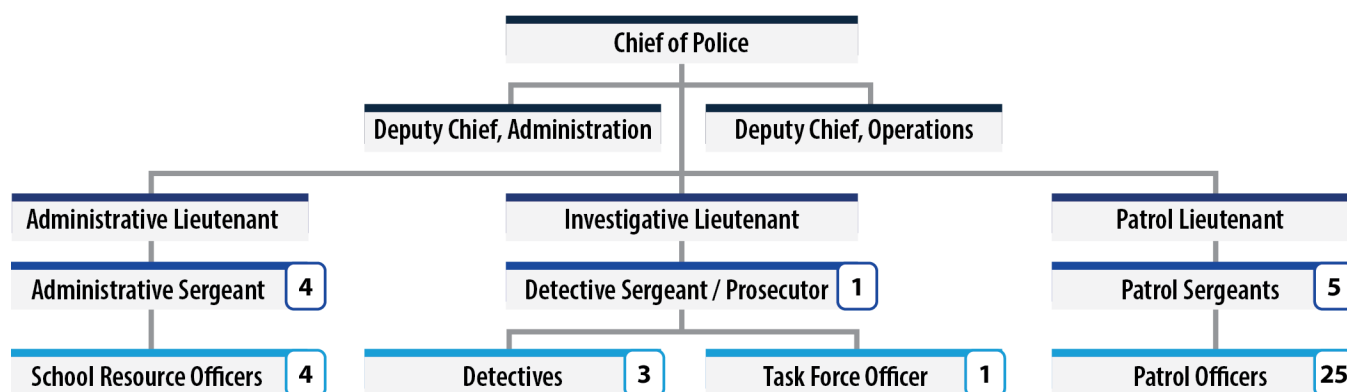 Chief of Police
Deputy Chief, Administration
Deputy Chief, Operations
Administrative Lieutenant
Investigative Lieutenant
Patrol Lieutenant
Administrative Sergeant 4
Detective Sergeant / Prosecutor 1
Patrol Sergeants 5
School Resource Officers 4
Detectives 3
Task Force Officer 1
Patrol Officers 25